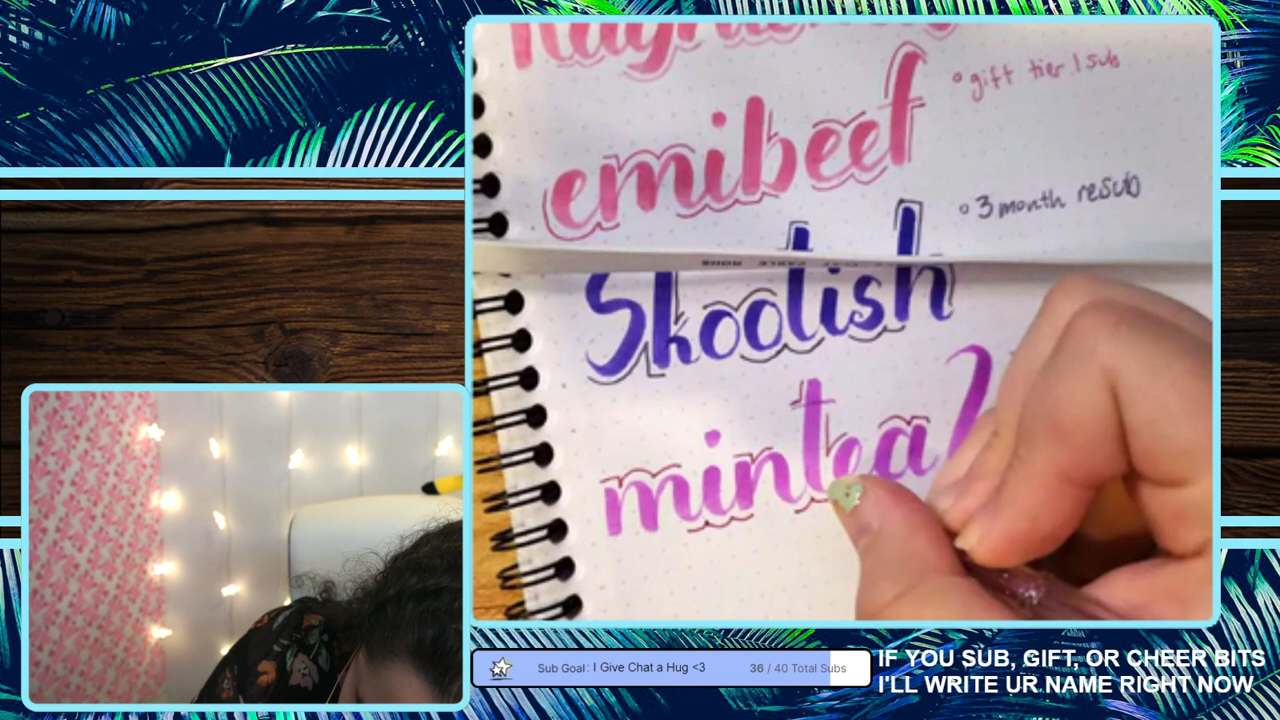 emibeef
° gift tier 1 sub
° 3 month resub
Skoolish
mintea
Sub Goal: I Give Chat a Hug <3
36 / 40 Total Subs
IF YOU SUB, GIFT, OR CHEER BITS
I'LL WRITE UR NAME RIGHT NOW